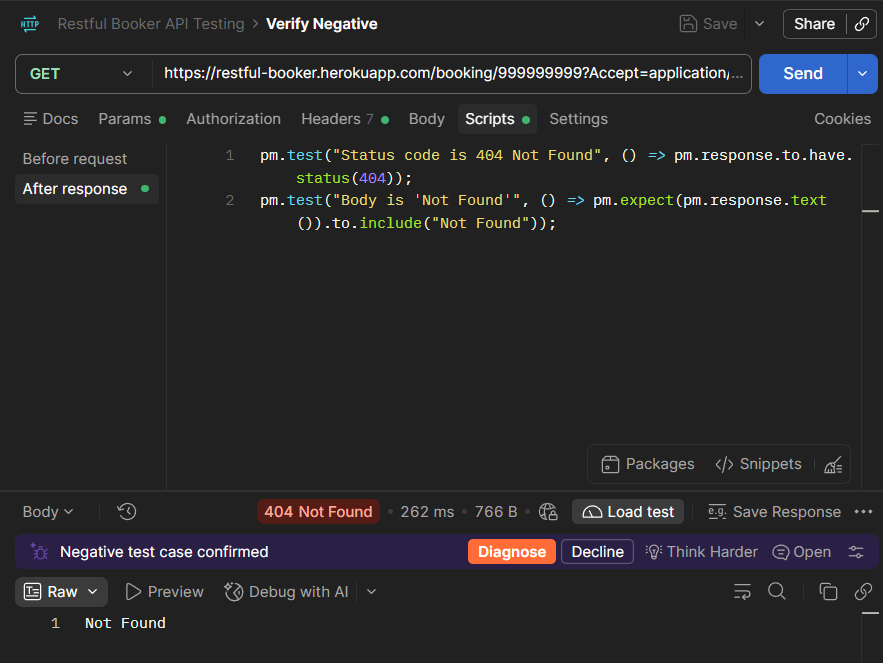 HTTP Restful Booker API Testing > Verify Negative Save Share
GET https://restful-booker.herokuapp.com/booking/999999999?Accept=application/... Send
Docs Params Authorization Headers 7 Body Scripts Settings Cookies
Before request
After response
1 pm.test("Status code is 404 Not Found", () => pm.response.to.have.
status(404));
2 pm.test("Body is 'Not Found'", () => pm.expect(pm.response.text
()).to.include("Not Found"));
Packages </> Snippets
Body 404 Not Found • 262 ms • 766 B • Load test e.g. Save Response
Negative test case confirmed Diagnose Decline Think Harder Open
Raw Preview Debug with AI
1 Not Found